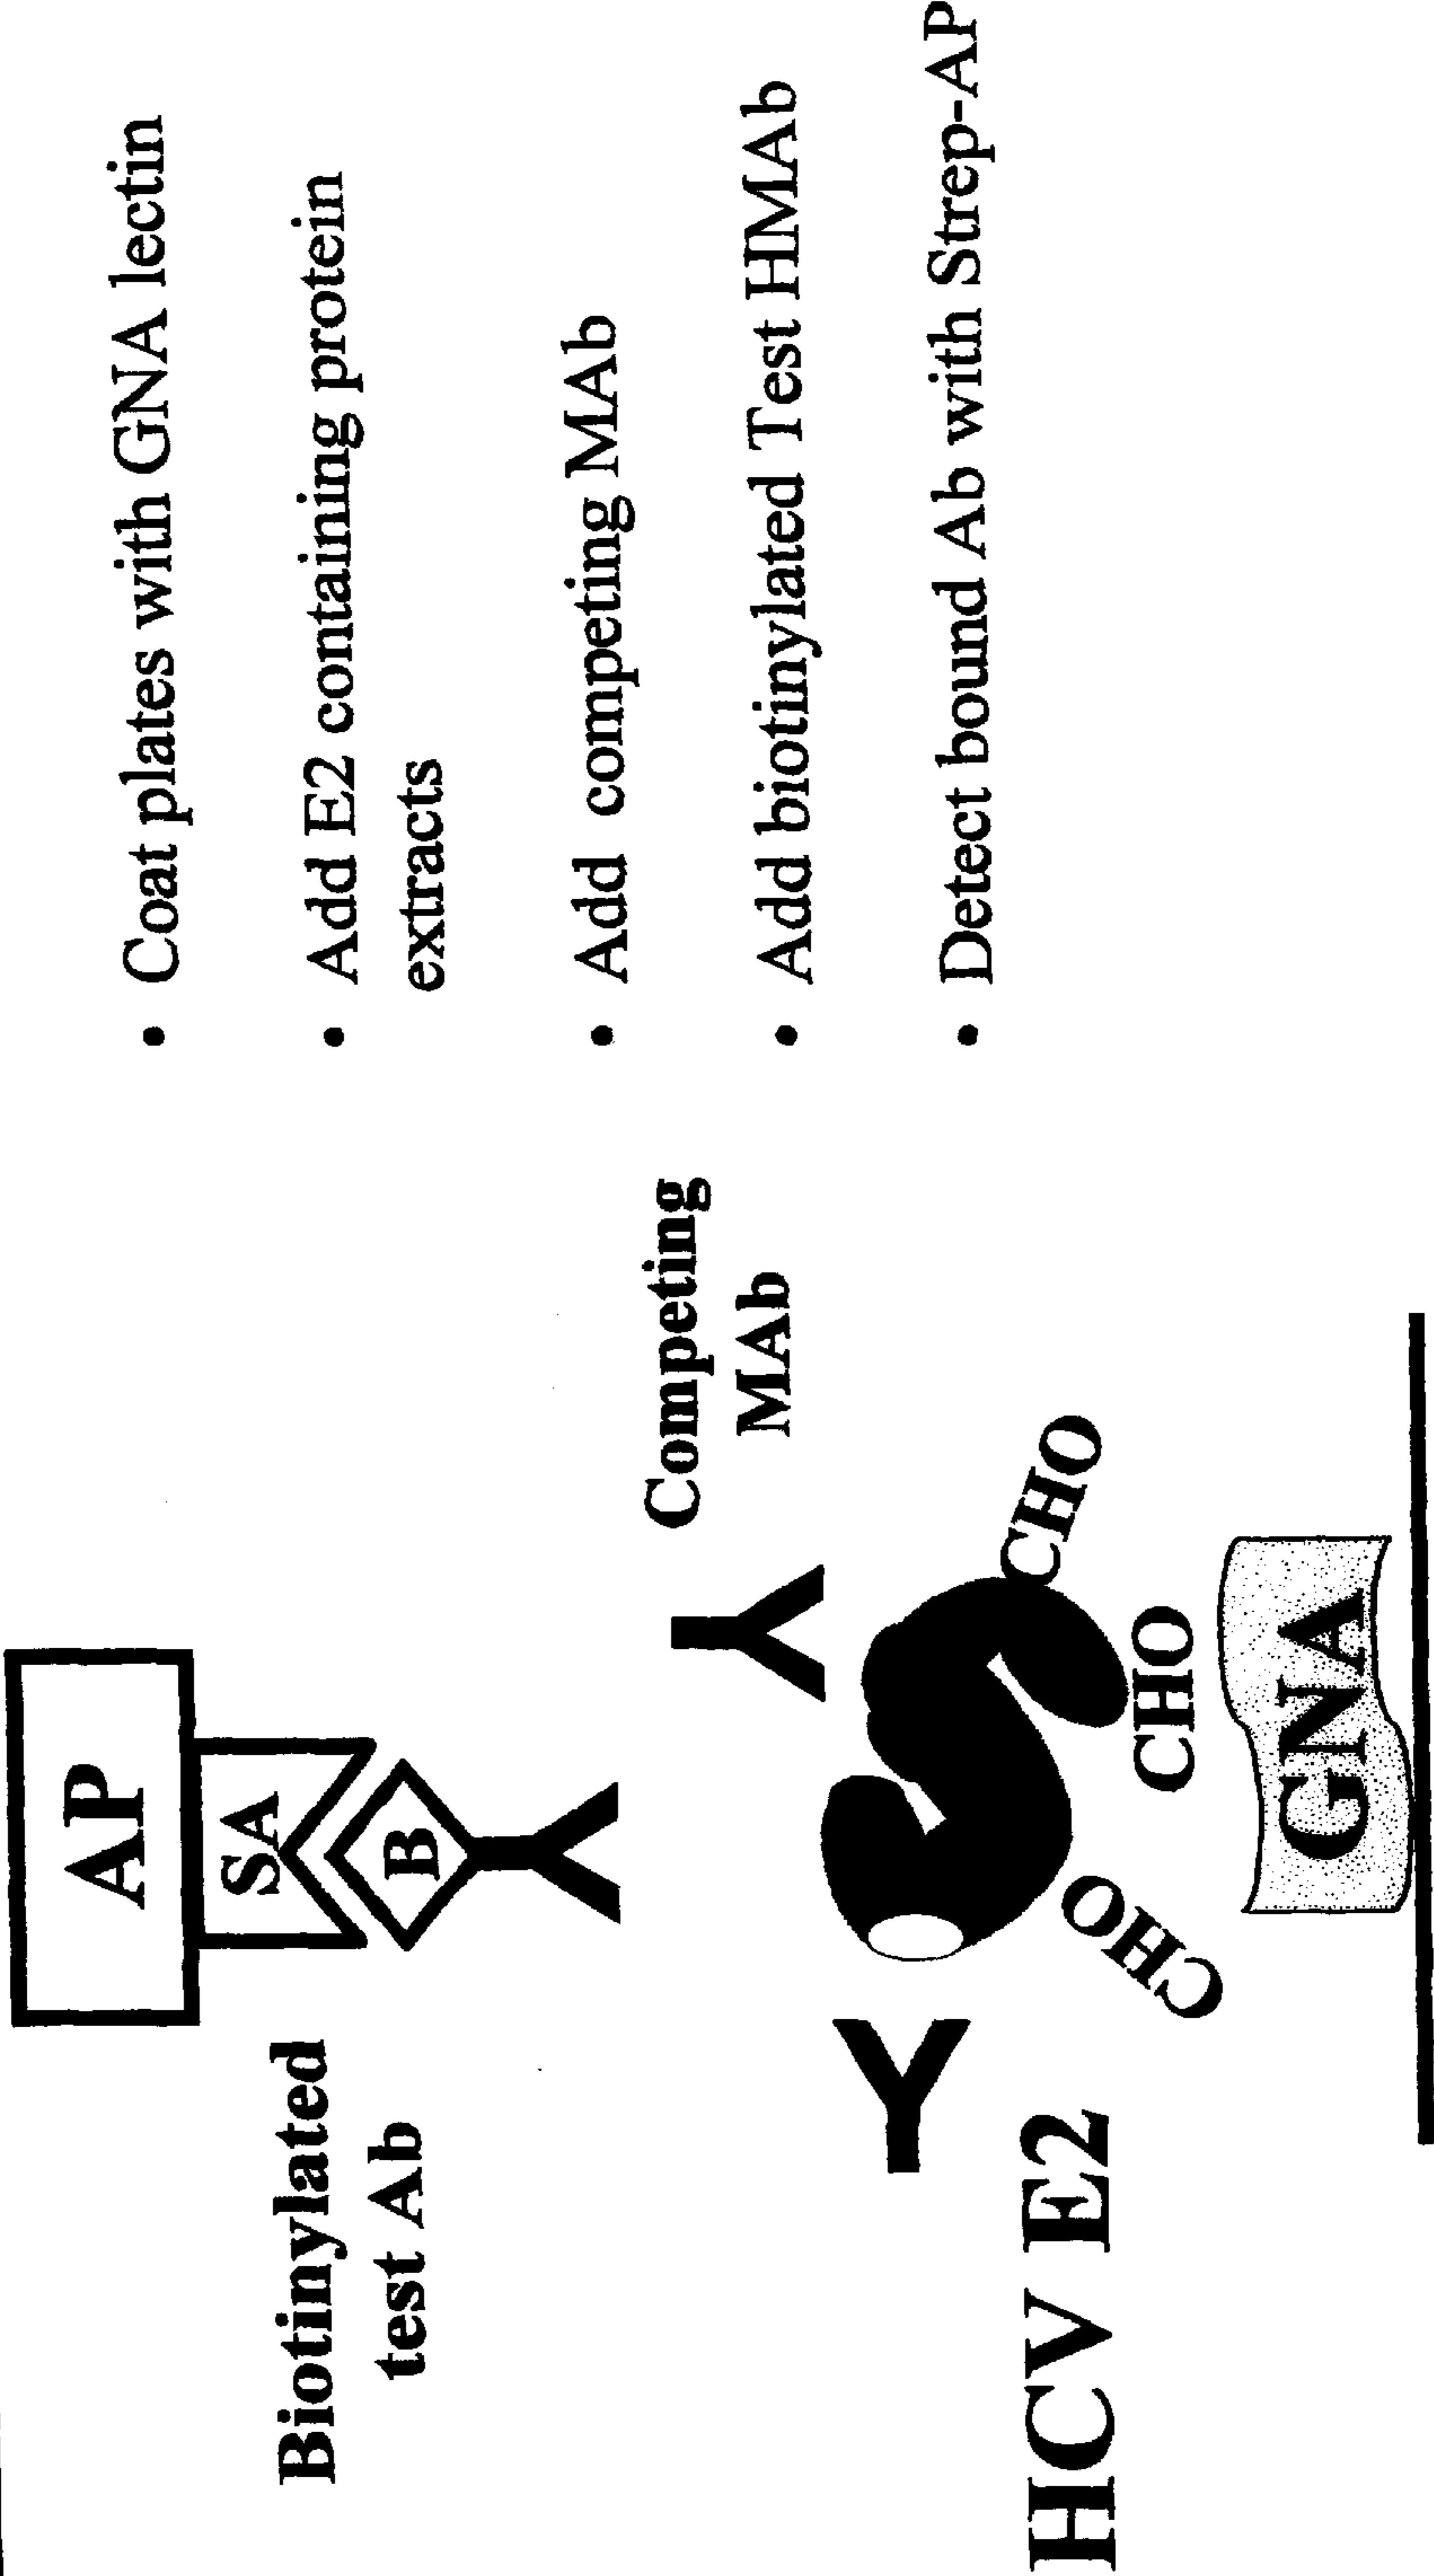 AP
SA
B
Biotinylated
test Ab
Competing
MAb
HCV E2
CHO
CHO
CHO
GNA
• Coat plates with GNA lectin
• Add E2 containing protein
extracts
• Add competing MAb
• Add biotinylated Test HMAb
• Detect bound Ab with Strep-AP